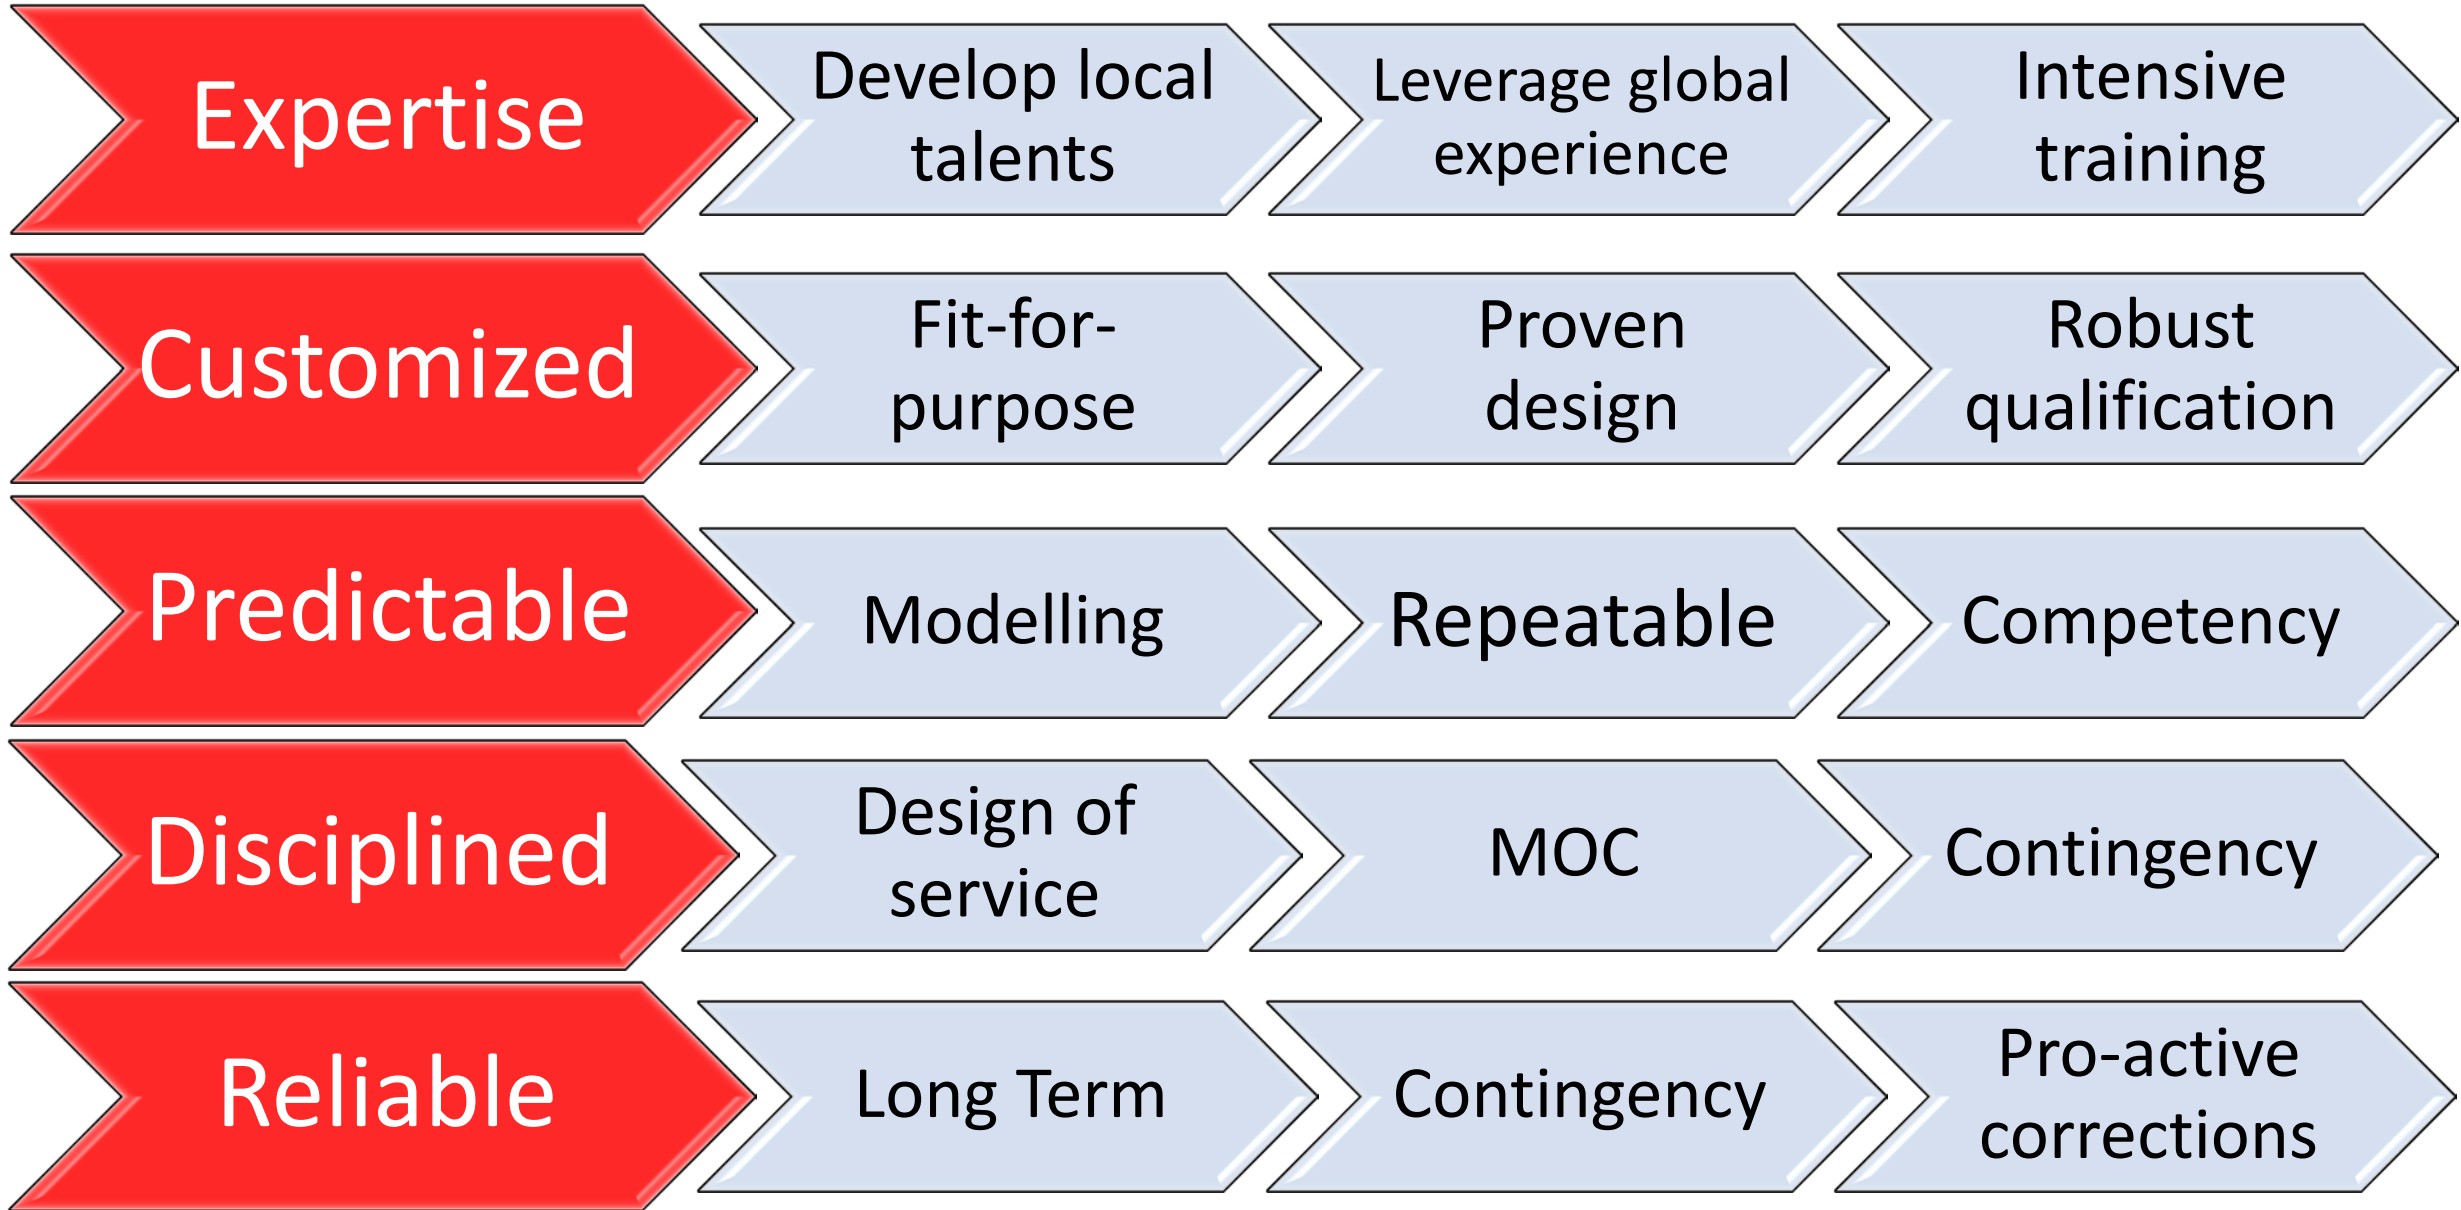 Expertise
Develop local
talents
Leverage global
experience
Intensive
training
Customized
Fit-for-
purpose
Proven
design
Robust
qualification
Predictable
Modelling
Repeatable
Competency
Disciplined
Design of
service
MOC
Contingency
Reliable
Long Term
Contingency
Pro-active
corrections